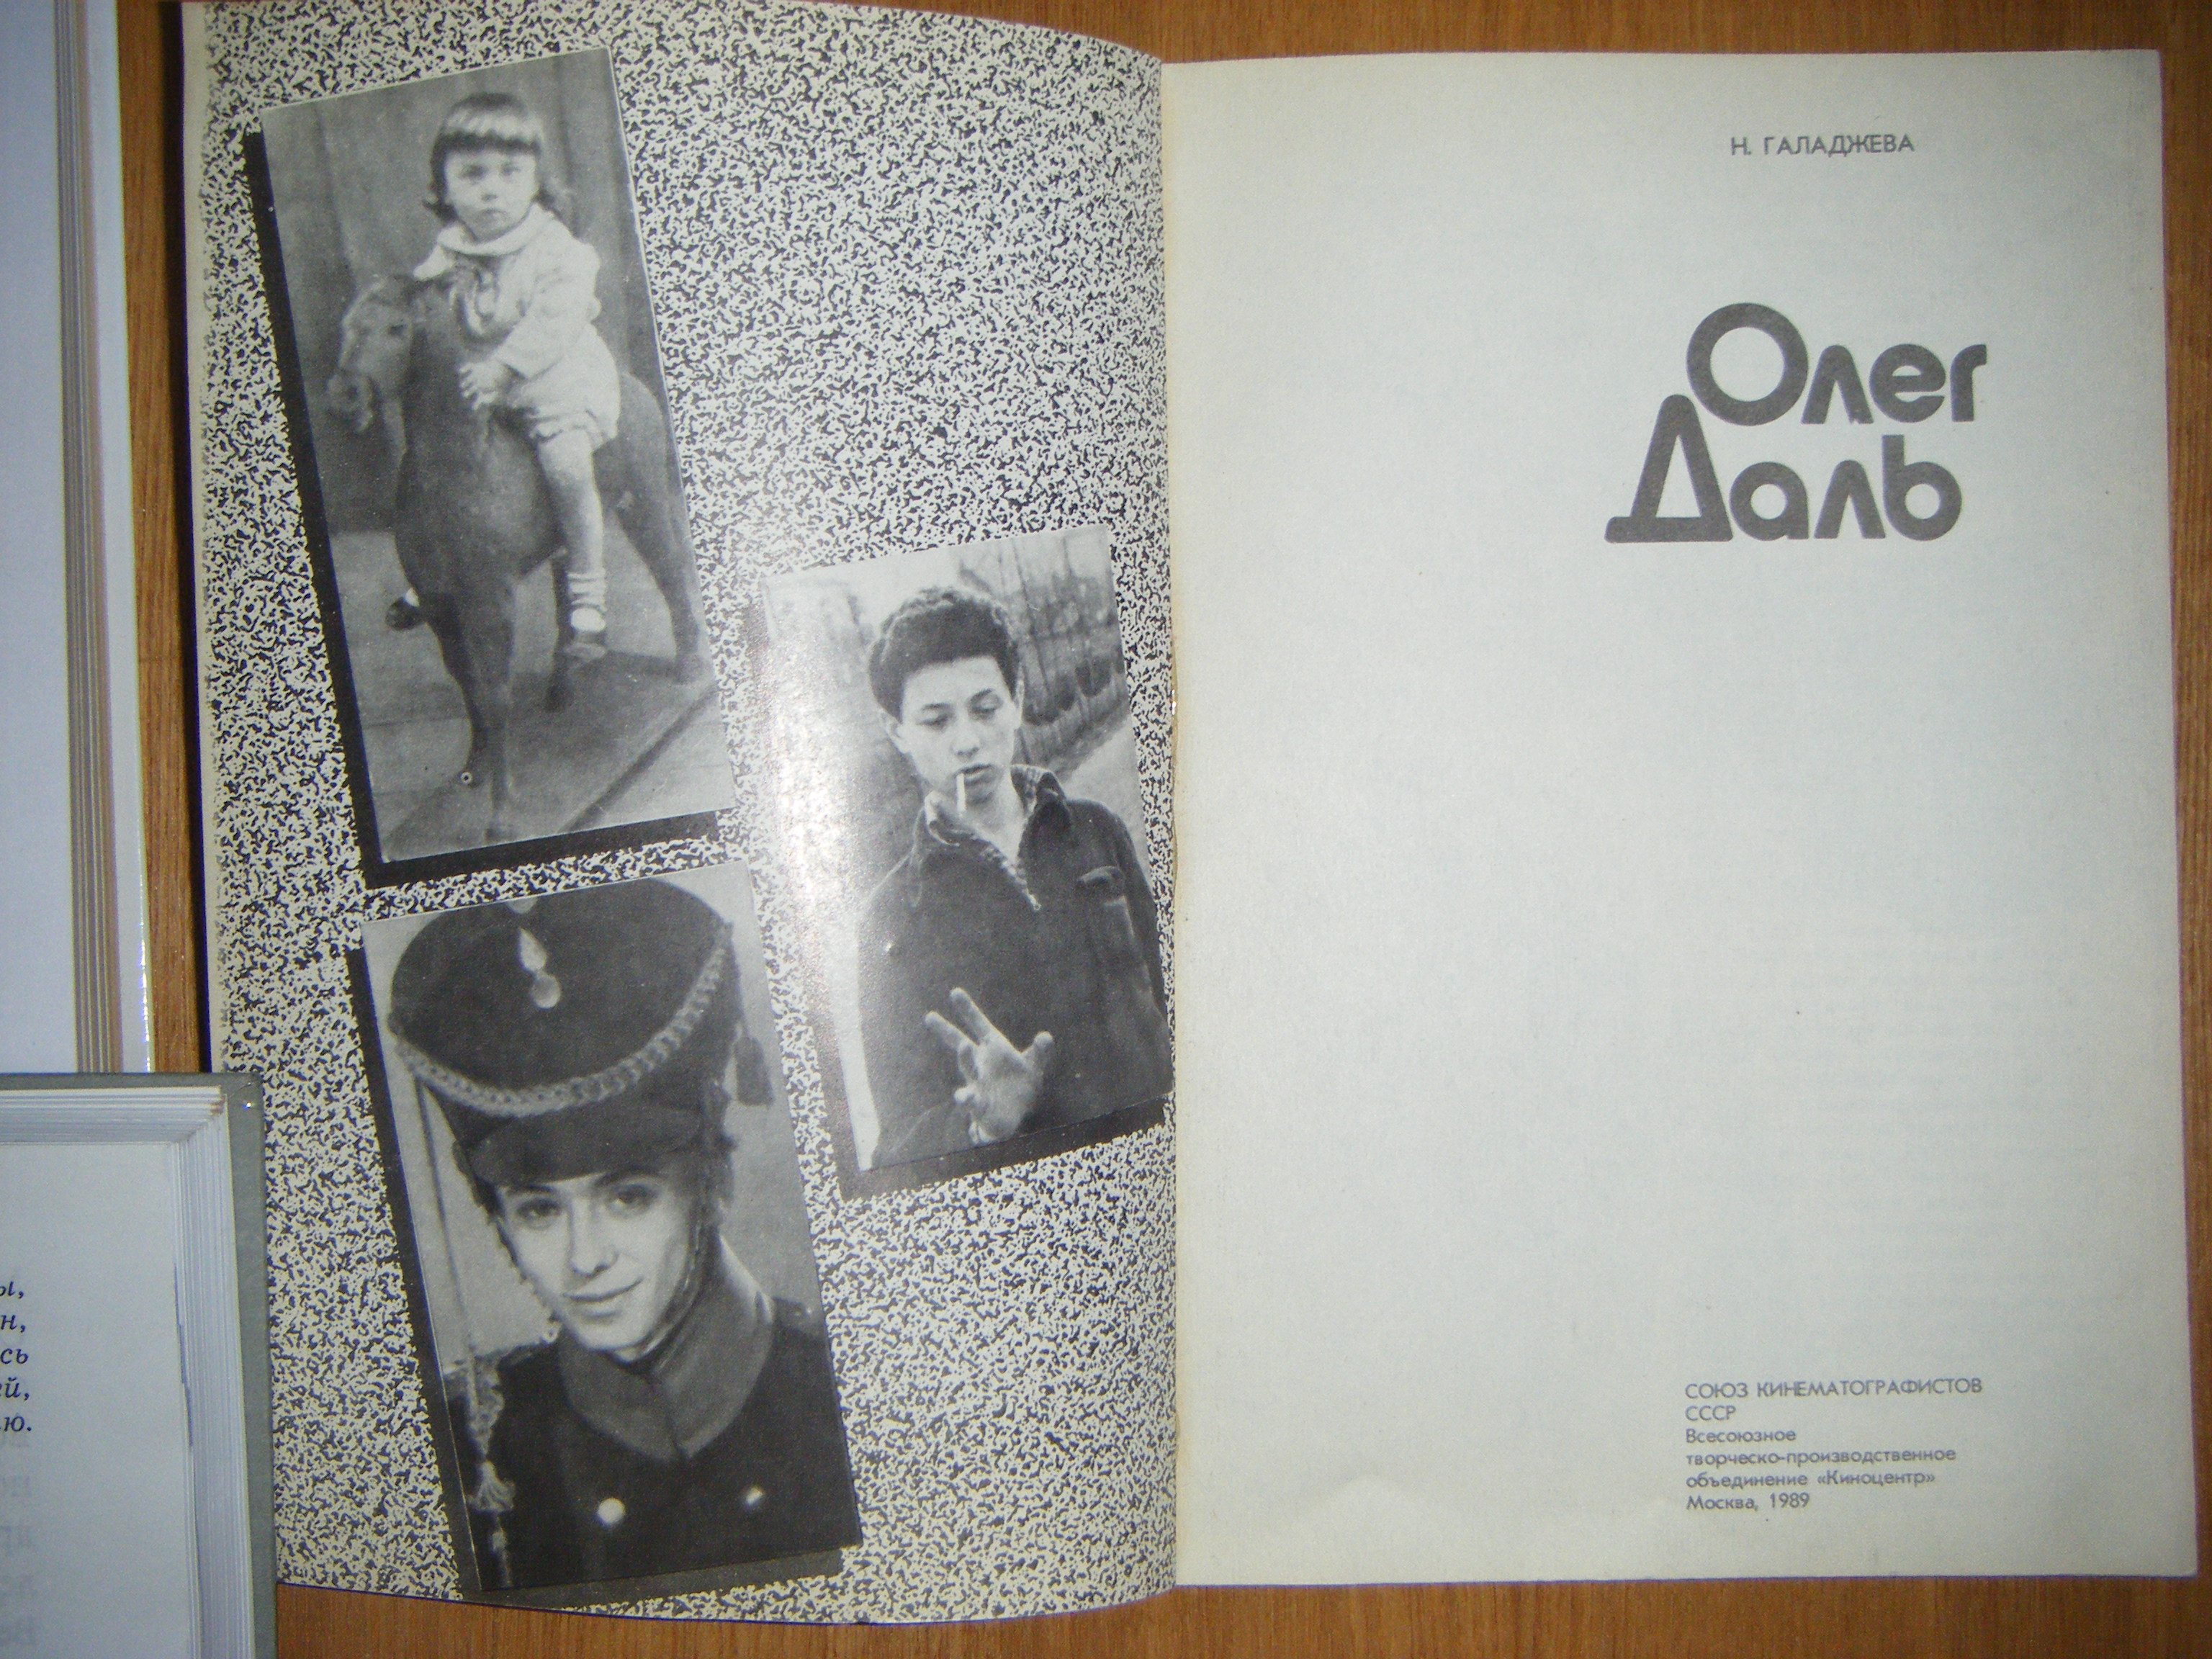 Н. ГАЛАДЖЕВА
Олег
Даль
СОЮЗ КИНЕМАТОГРАФИСТОВ
СССР
Всесоюзное
творческо-производственное
объединение «Киноцентр»
Москва, 1989